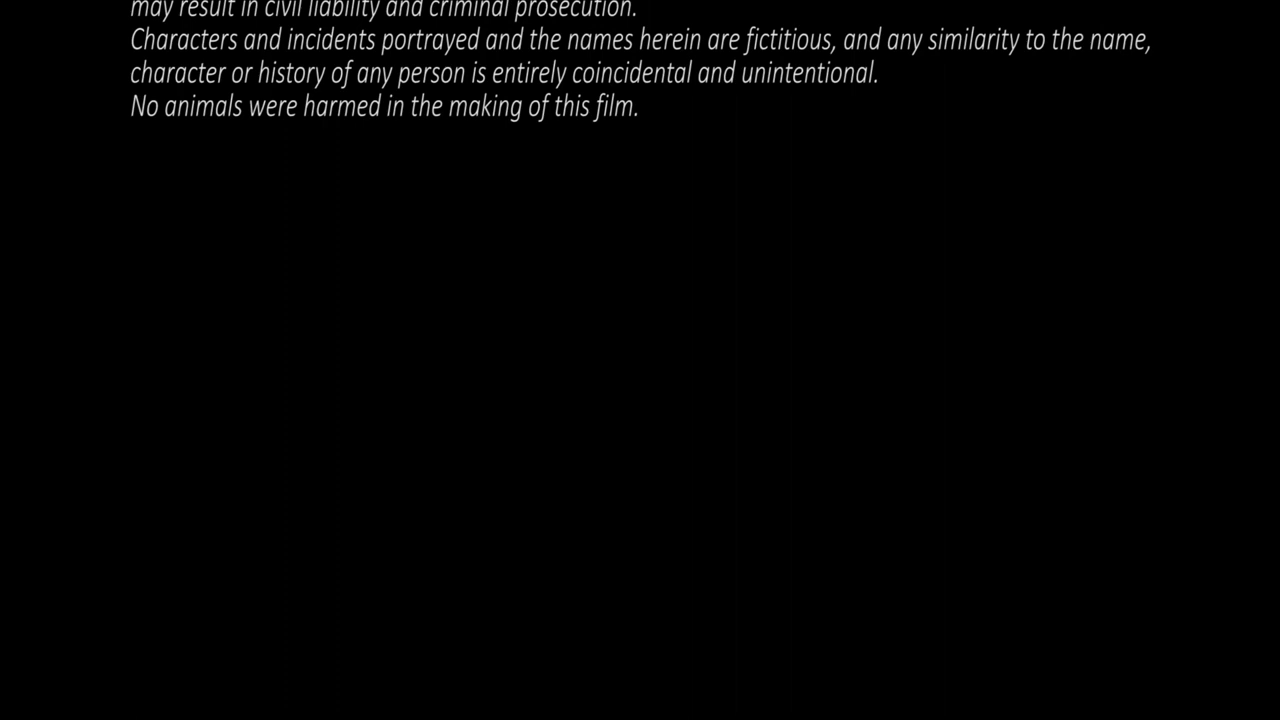 may result in civil liability and criminal prosecution.
Characters and incidents portrayed and the names herein are fictitious, and any similarity to the name,
character or history of any person is entirely coincidental and unintentional.
No animals were harmed in the making of this film.